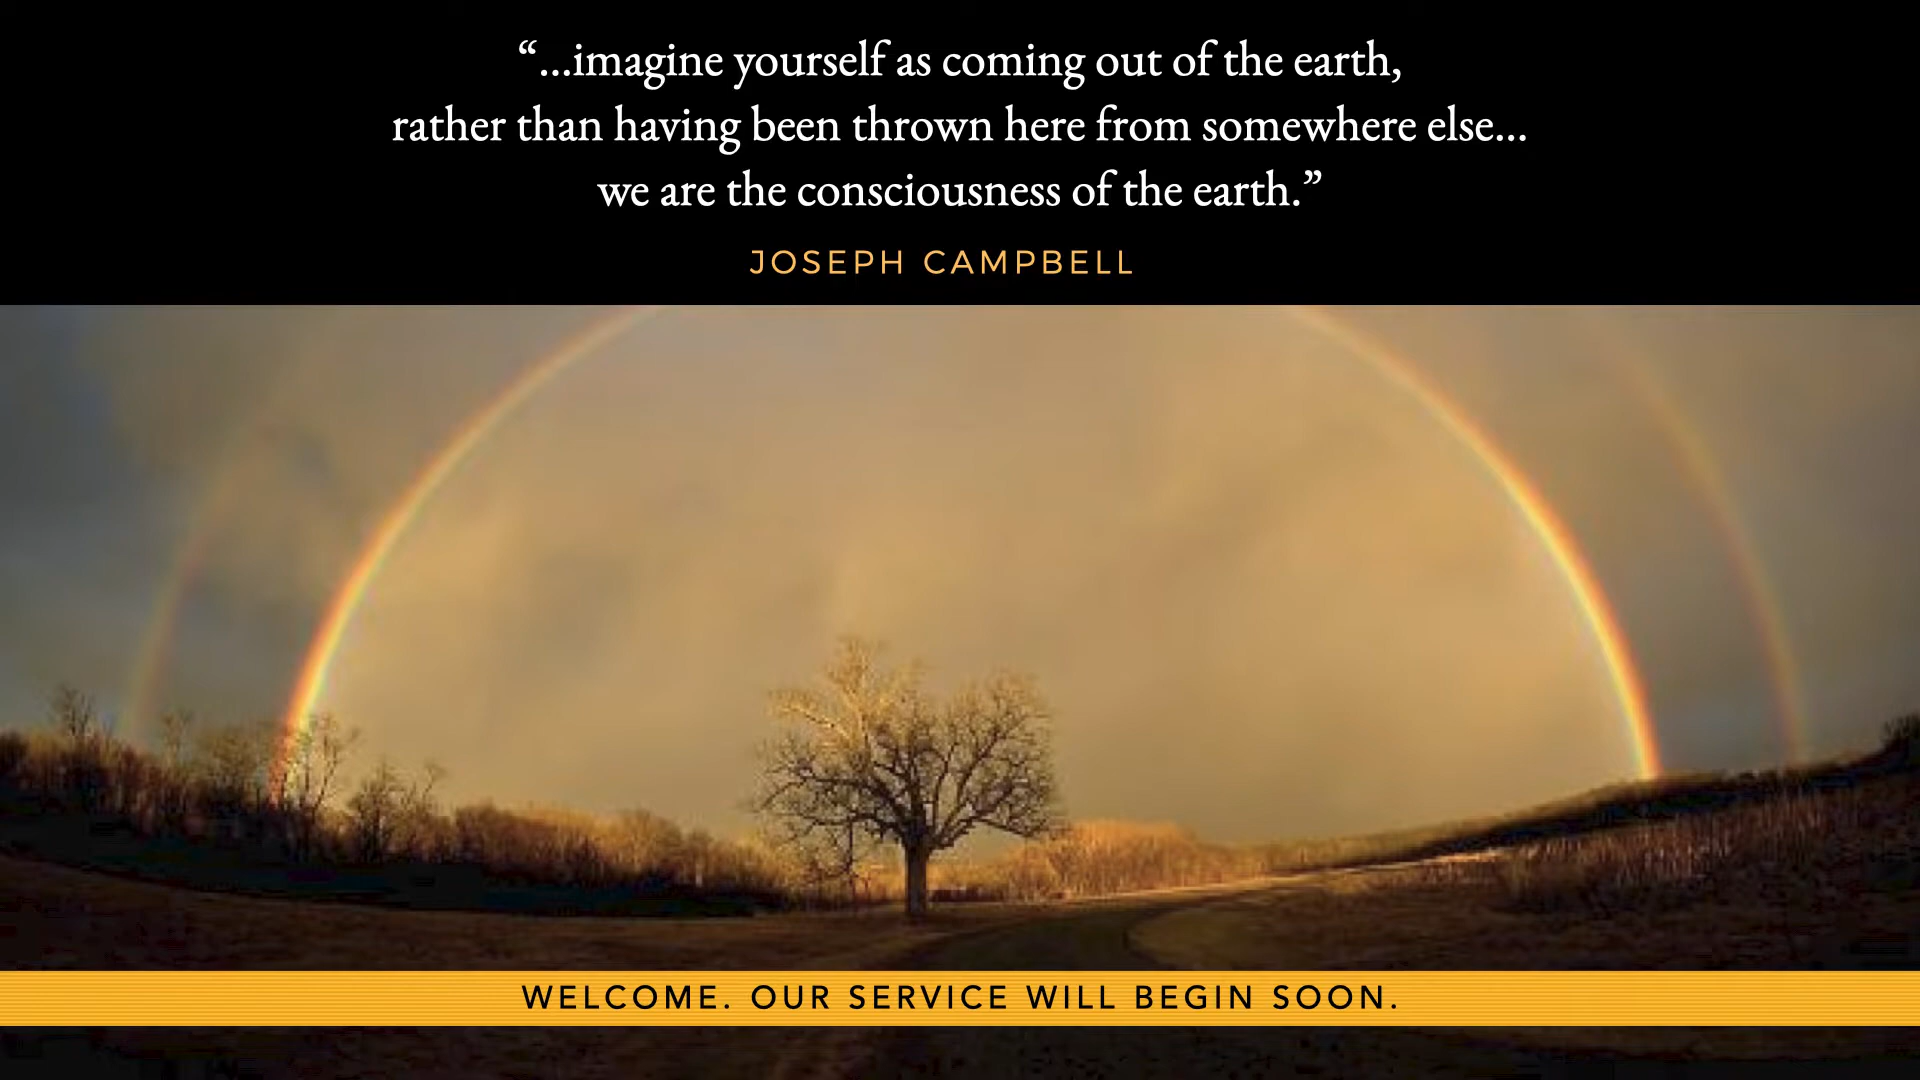 “...imagine yourself as coming out of the earth,
rather than having been thrown here from somewhere else...
we are the consciousness of the earth.”
JOSEPH CAMPBELL
WELCOME. OUR SERVICE WILL BEGIN SOON.